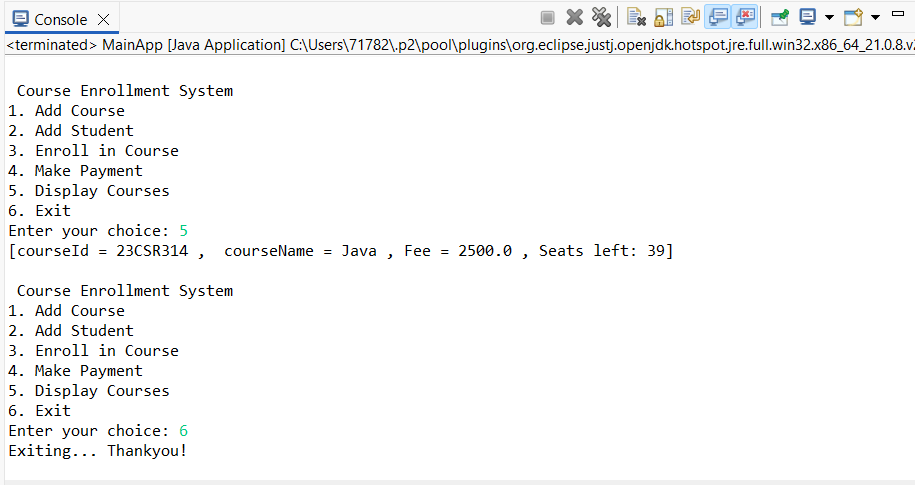 Console
<terminated> MainApp [Java Application] C:\Users\71782\.p2\pool\plugins\org.eclipse.justj.openjdk.hotspot.jre.full.win32.x86_64_21.0.8.v2
Course Enrollment System
1. Add Course
2. Add Student
3. Enroll in Course
4. Make Payment
5. Display Courses
6. Exit
Enter your choice: 5
[courseId = 23CSR314 ,  courseName = Java , Fee = 2500.0 , Seats left: 39]
Course Enrollment System
1. Add Course
2. Add Student
3. Enroll in Course
4. Make Payment
5. Display Courses
6. Exit
Enter your choice: 6
Exiting... Thankyou!